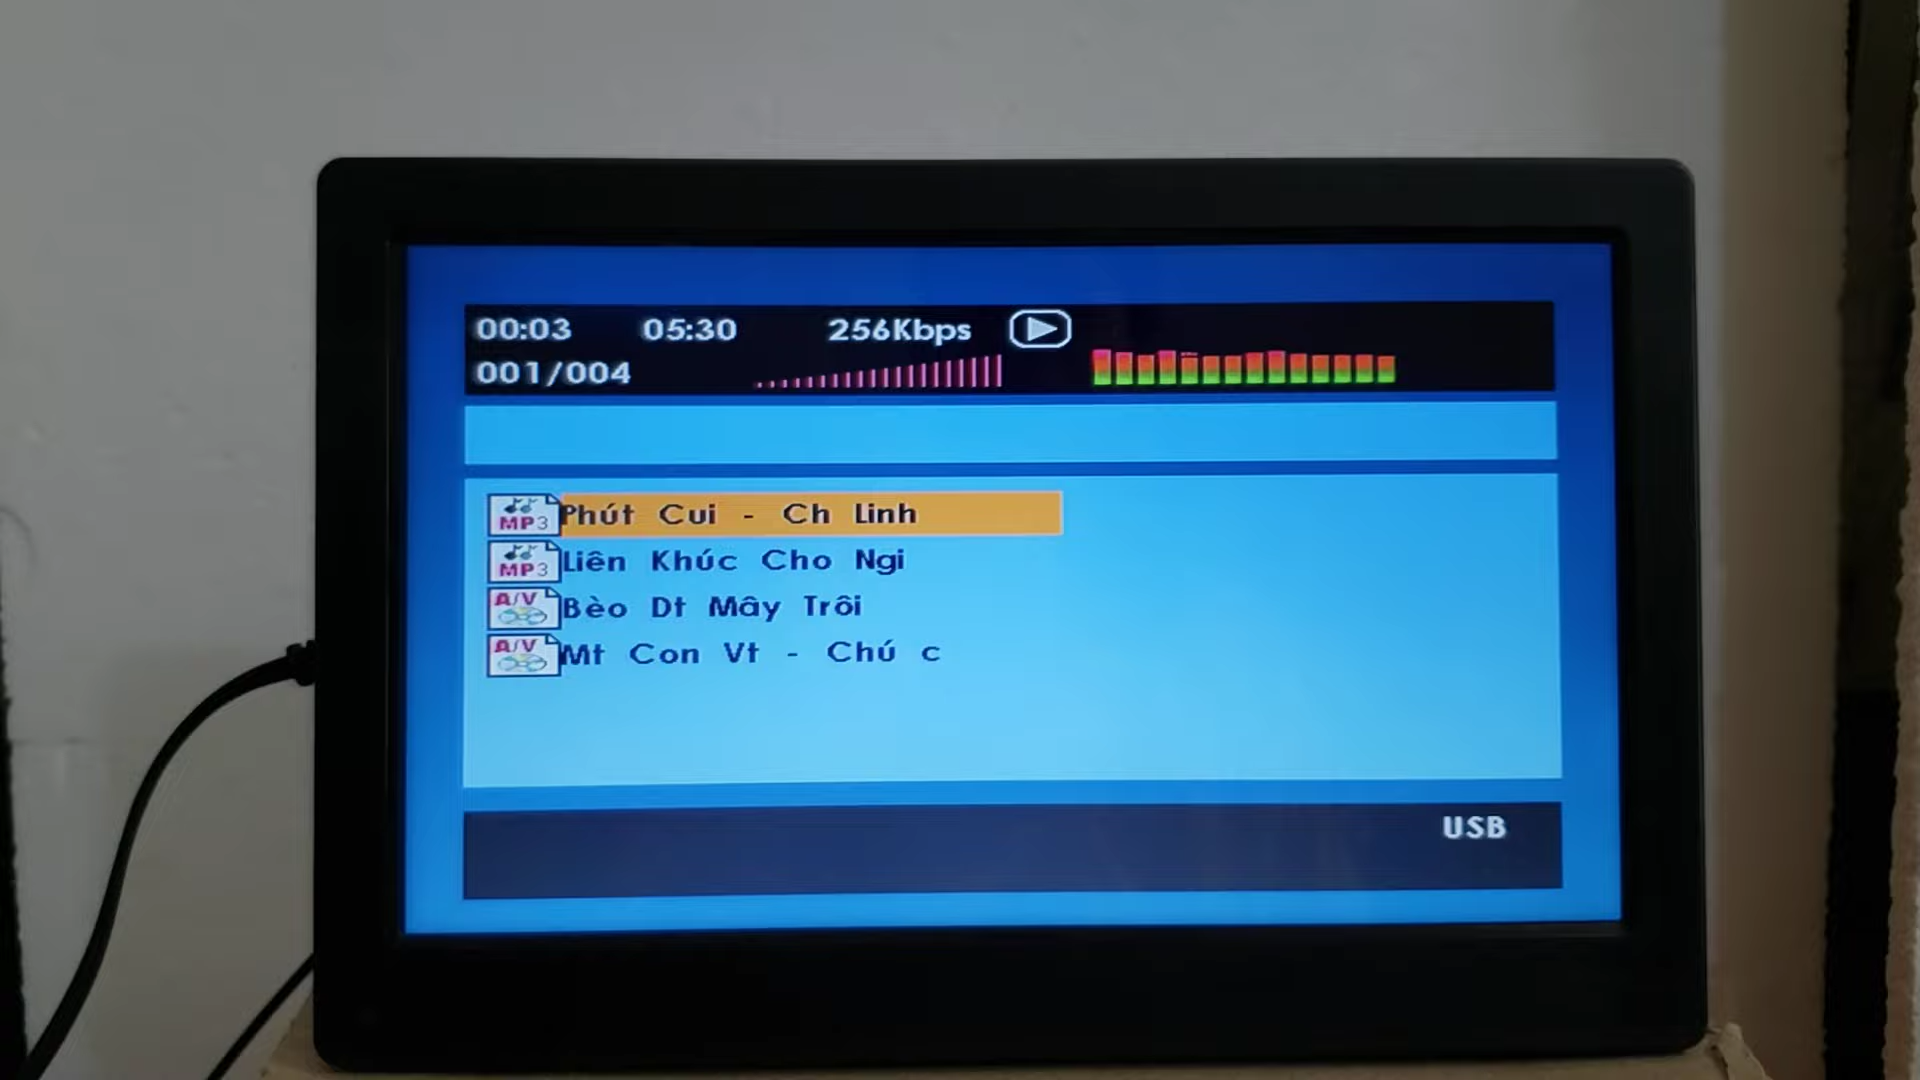 00:03 05:30 256Kbps
001/004
MP3 Phút Cui - Ch Linh
MP3 Liên Khúc Cho Ngi
A/V Bèo Dt Mây Trôi
A/V Mt Con Vt - Chú c
USB